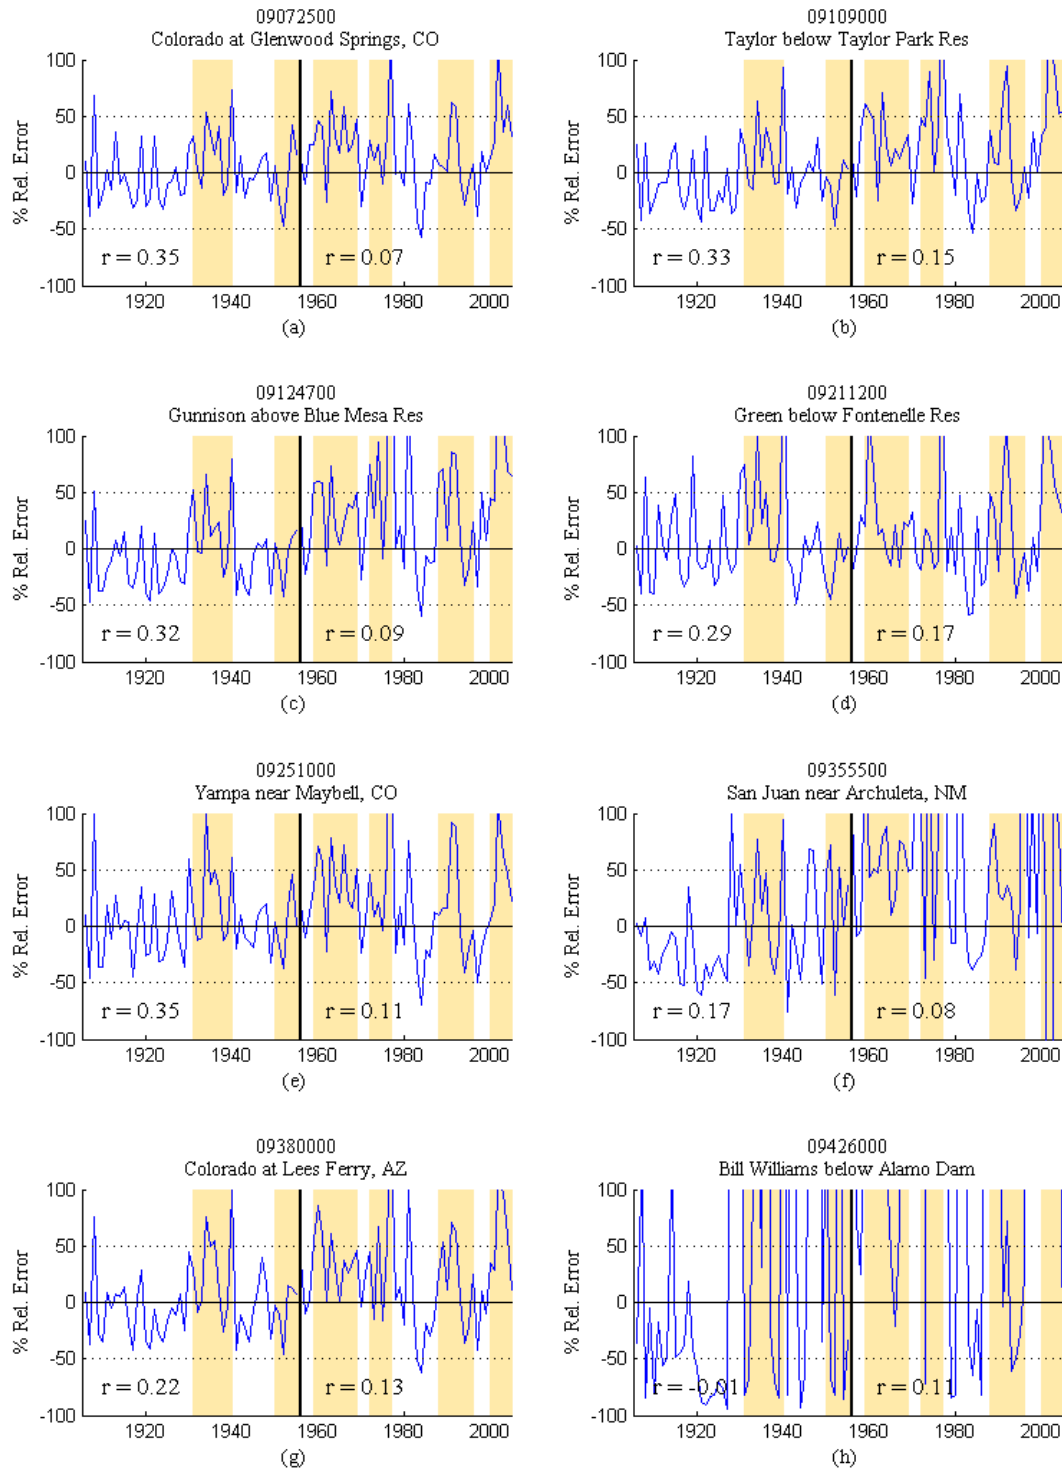 09072500
Colorado at Glenwood Springs, CO
% Rel. Error
100
50
0
-50
-100
r = 0.35
r = 0.07
1920 1940 1960 1980 2000
(a)
09109000
Taylor below Taylor Park Res
% Rel. Error
100
50
0
-50
-100
r = 0.33
r = 0.15
1920 1940 1960 1980 2000
(b)
09124700
Gunnison above Blue Mesa Res
% Rel. Error
100
50
0
-50
-100
r = 0.32
r = 0.09
1920 1940 1960 1980 2000
(c)
09211200
Green below Fontenelle Res
% Rel. Error
100
50
0
-50
-100
r = 0.29
r = 0.17
1920 1940 1960 1980 2000
(d)
09251000
Yampa near Maybell, CO
% Rel. Error
100
50
0
-50
-100
r = 0.35
r = 0.11
1920 1940 1960 1980 2000
(e)
09355500
San Juan near Archuleta, NM
% Rel. Error
100
50
0
-50
-100
r = 0.17
r = 0.08
1920 1940 1960 1980 2000
(f)
09380000
Colorado at Lees Ferry, AZ
% Rel. Error
100
50
0
-50
-100
r = 0.22
r = 0.13
1920 1940 1960 1980 2000
(g)
09426000
Bill Williams below Alamo Dam
% Rel. Error
100
50
0
-50
-100
r = -0.01
r = 0.11
1920 1940 1960 1980 2000
(h)